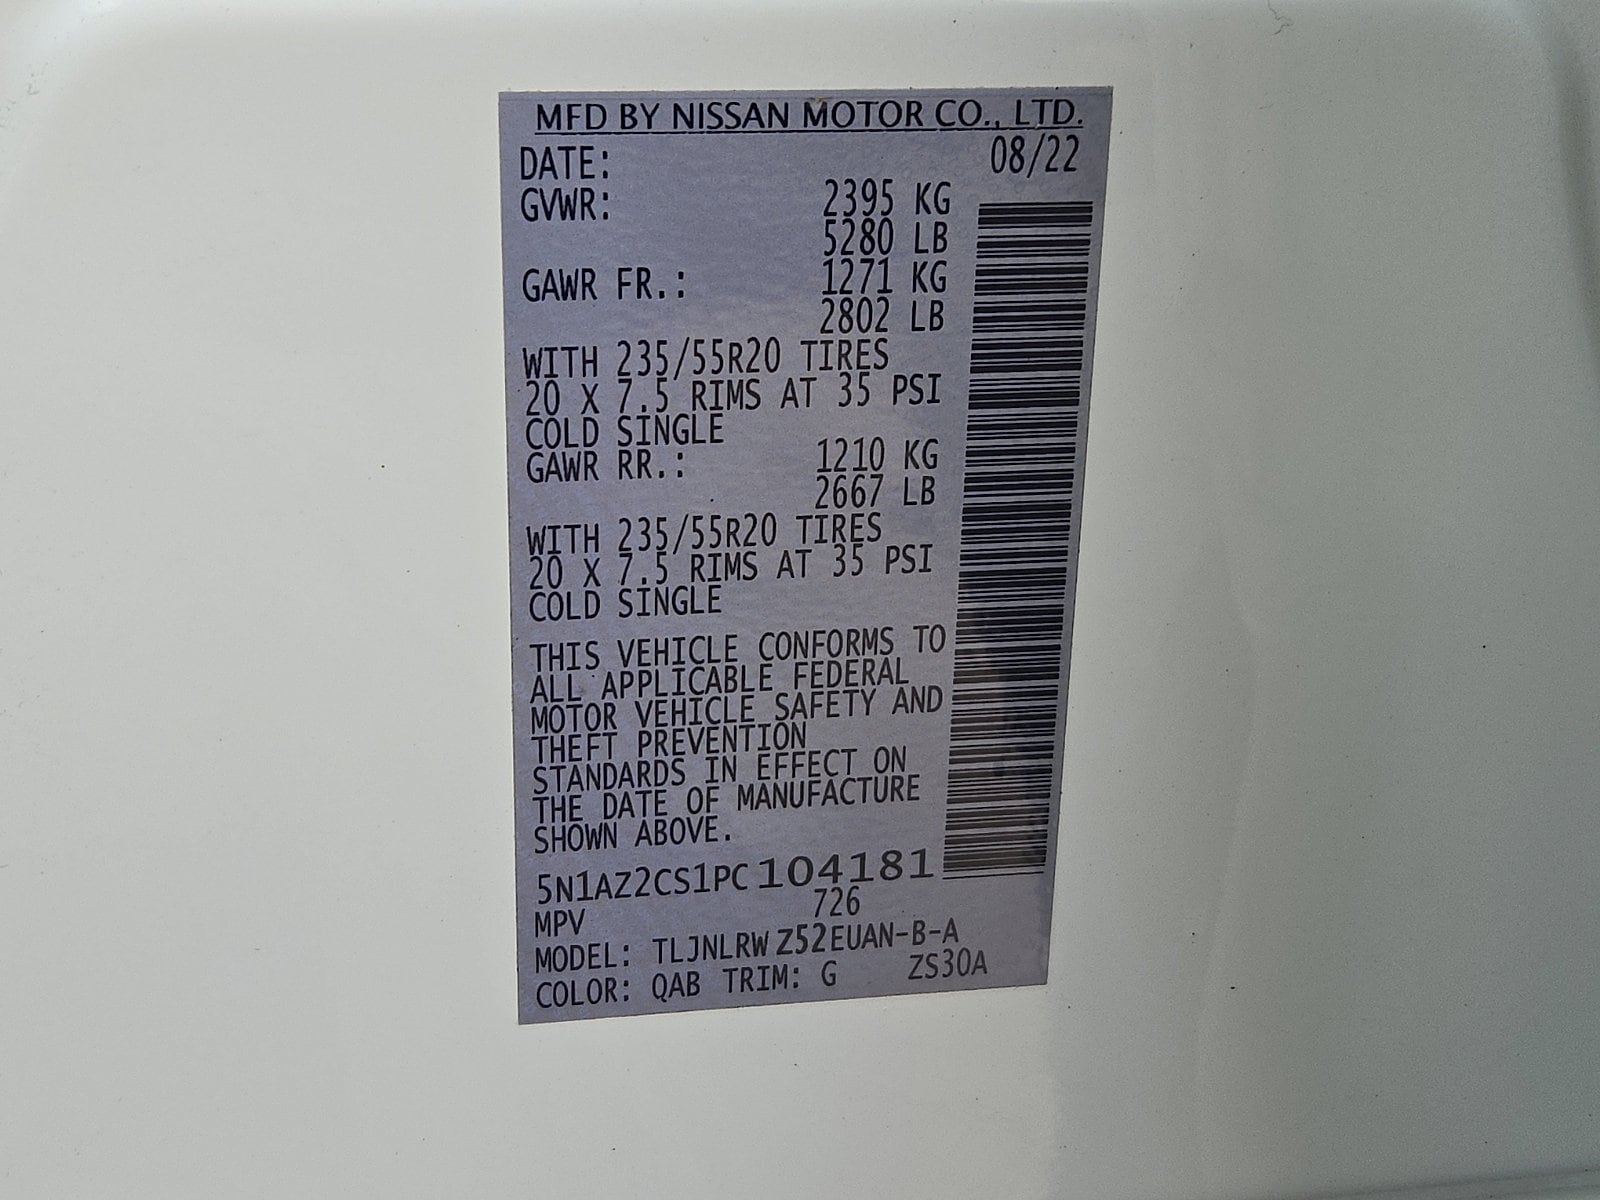 MFD BY NISSAN MOTOR CO., LTD.
DATE: 08/22
GVWR: 2395 KG
5280 LB
GAWR FR.: 1271 KG
2802 LB
WITH 235/55R20 TIRES
20 X 7.5 RIMS AT 35 PSI
COLD SINGLE
GAWR RR.: 1210 KG
2667 LB
WITH 235/55R20 TIRES
20 X 7.5 RIMS AT 35 PSI
COLD SINGLE
THIS VEHICLE CONFORMS TO
ALL APPLICABLE FEDERAL
MOTOR VEHICLE SAFETY AND
THEFT PREVENTION
STANDARDS IN EFFECT ON
THE DATE OF MANUFACTURE
SHOWN ABOVE.
5N1AZ2CS1PC104181
MPV 726
MODEL: TLJNLRW Z52EUAN-B-A
COLOR: QAB TRIM: G ZS30A